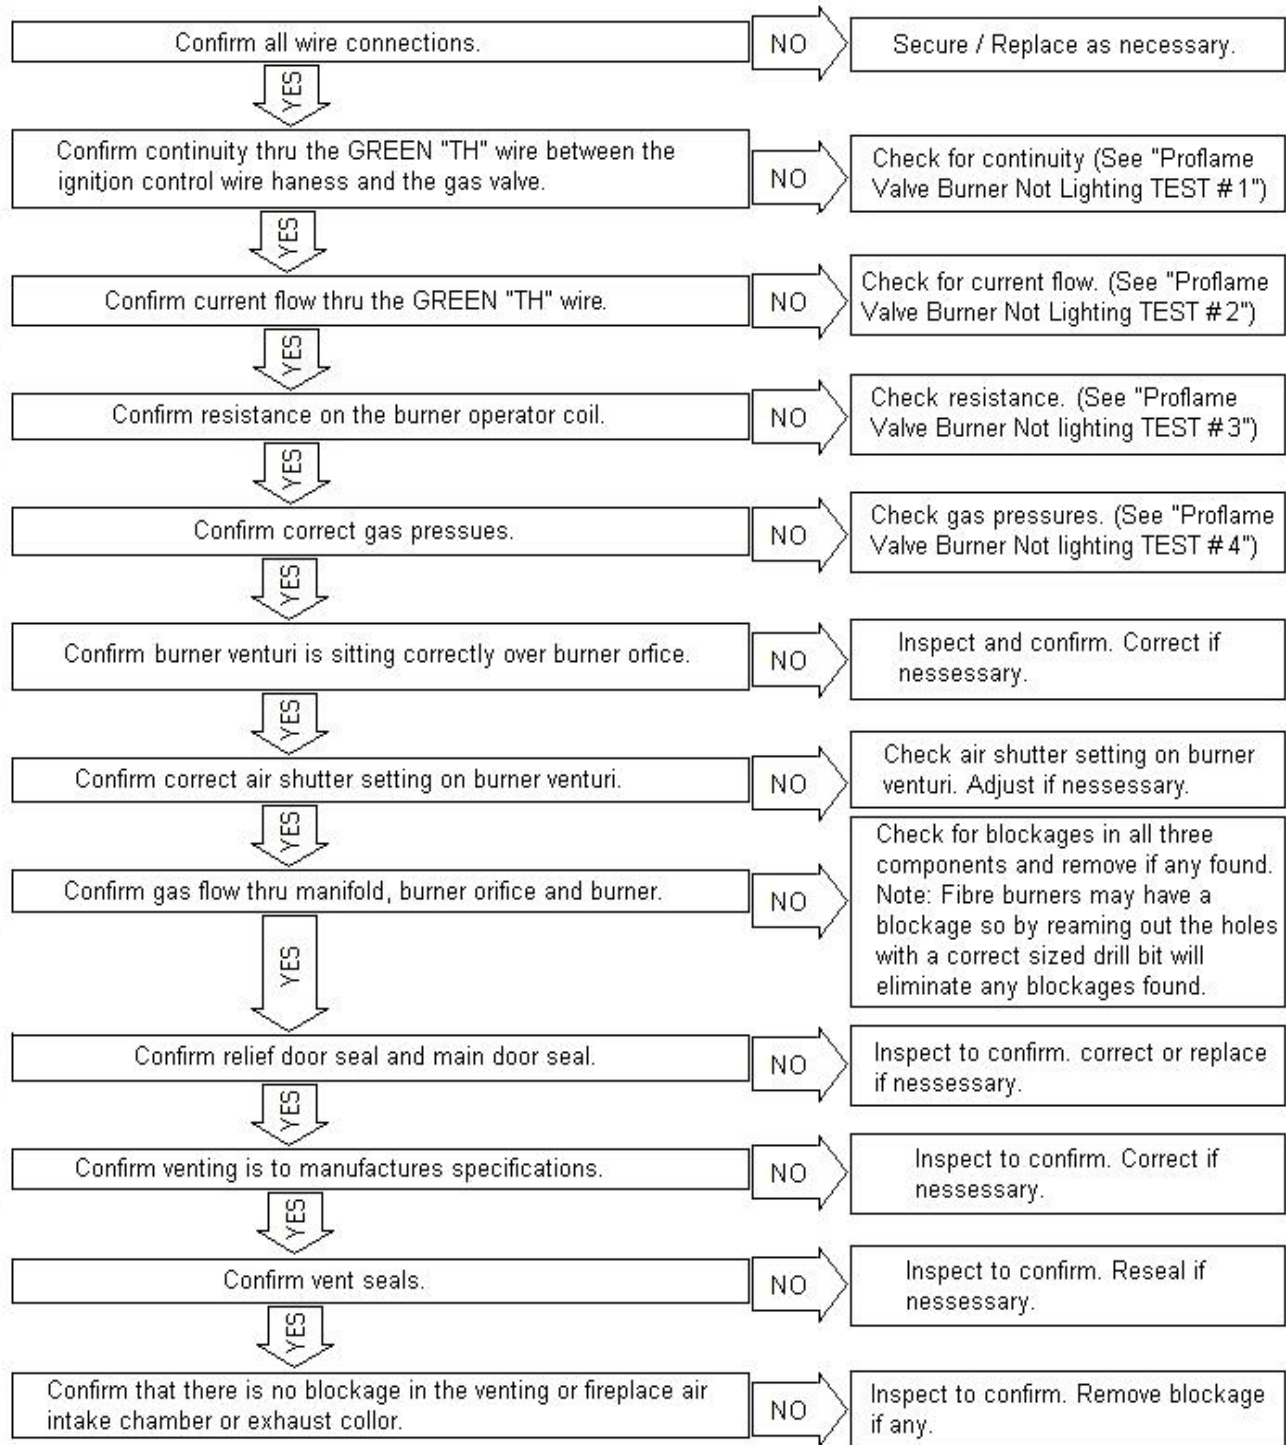 Confirm all wire connections.
NO
Secure / Replace as necessary.
YES
Confirm continuity thru the GREEN "TH" wire between the
ignition control wire haness and the gas valve.
NO
Check for continuity (See "Proflame
Valve Burner Not Lighting TEST #1")
YES
Confirm current flow thru the GREEN "TH" wire.
NO
Check for current flow. (See "Proflame
Valve Burner Not Lighting TEST #2")
YES
Confirm resistance on the burner operator coil.
NO
Check resistance. (See "Proflame
Valve Burner Not lighting TEST #3")
YES
Confirm correct gas pressues.
NO
Check gas pressures. (See "Proflame
Valve Burner Not lighting TEST #4")
YES
Confirm burner venturi is sitting correctly over burner orfice.
NO
Inspect and confirm. Correct if
nessessary.
YES
Confirm correct air shutter setting on burner venturi.
NO
Check air shutter setting on burner
venturi. Adjust if nessessary.
YES
Confirm gas flow thru manifold, burner orifice and burner.
NO
Check for blockages in all three
components and remove if any found.
Note: Fibre burners may have a
blockage so by reaming out the holes
with a correct sized drill bit will
eliminate any blockages found.
YES
Confirm relief door seal and main door seal.
NO
Inspect to confirm. correct or replace
if nessessary.
YES
Confirm venting is to manufactures specifications.
NO
Inspect to confirm. Correct if
nessessary.
YES
Confirm vent seals.
NO
Inspect to confirm. Reseal if
nessessary.
YES
Confirm that there is no blockage in the venting or fireplace air
intake chamber or exhaust collor.
NO
Inspect to confirm. Remove blockage
if any.